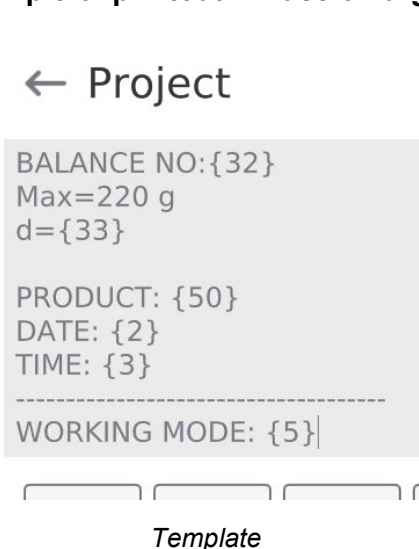 ← Project
BALANCE NO:{32}
Max=220 g
d={33}
PRODUCT: {50}
DATE: {2}
TIME: {3}
-------------------------------------
WORKING MODE: {5}
Template